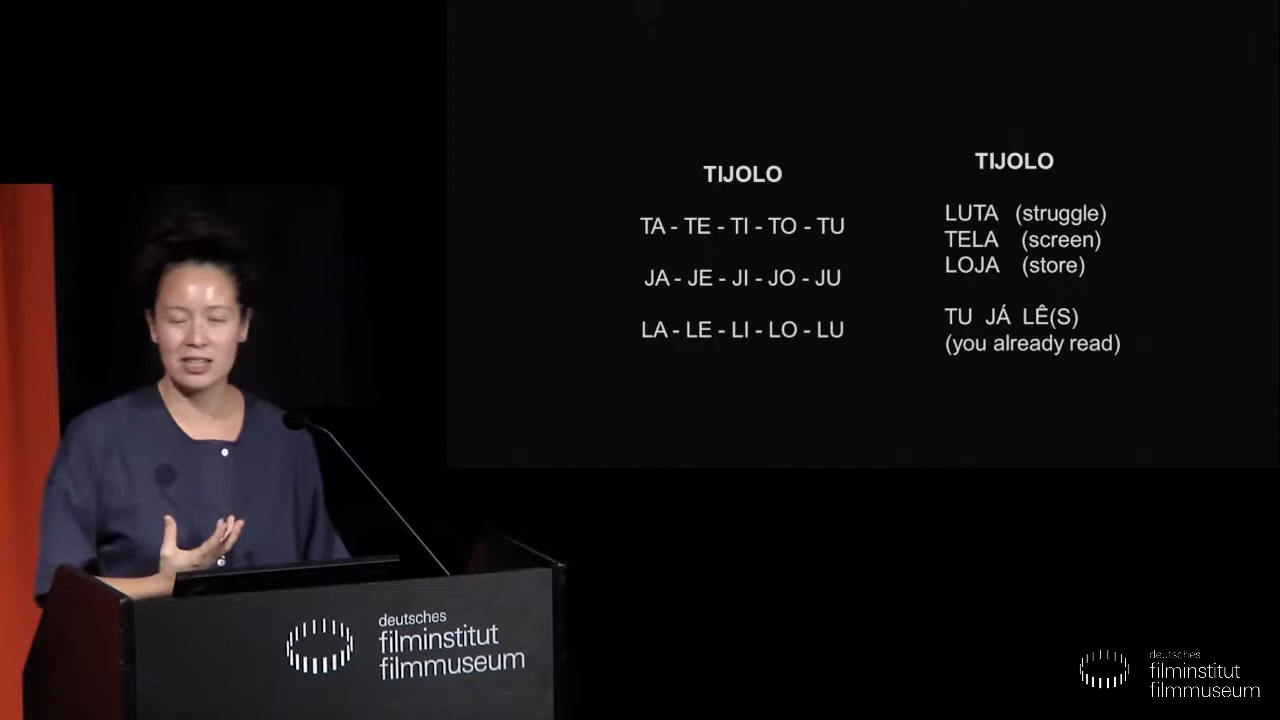 TIJOLO
TA - TE - TI - TO - TU
JA - JE - JI - JO - JU
LA - LE - LI - LO - LU
TIJOLO
LUTA (struggle)
TELA (screen)
LOJA (store)
TU JÁ LÊ(S)
(you already read)
deutsches
filminstitut
filmmuseum
deutsches
filminstitut
filmmuseum